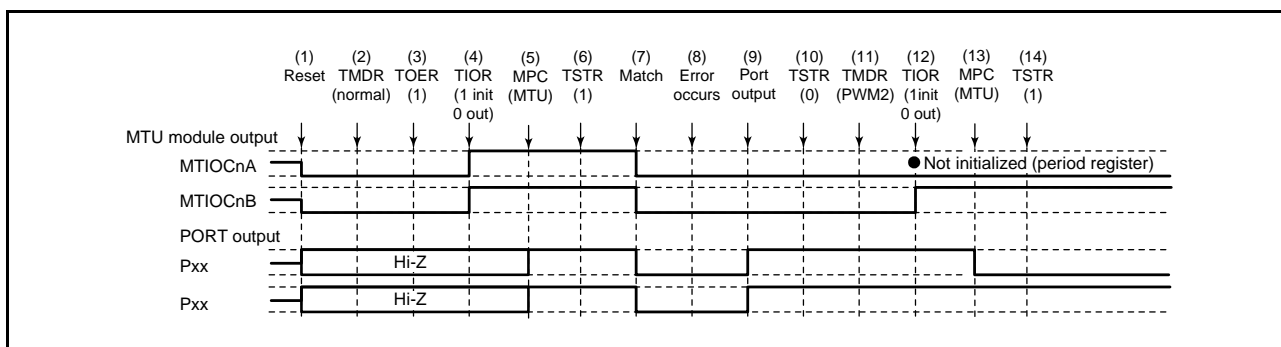 (1) (2) (3) (4) (5) (6) (7) (8) (9) (10) (11) (12) (13) (14)
Reset TMDR TOER TIOR MPC TSTR Match Error Port TSTR TMDR TIOR MPC TSTR
(normal) (1) (1 init (MTU) (1) occurs output (0) (PWM2) (1init (MTU) (1)
0 out) 0 out)
MTU module output
MTIOCnA Not initialized (period register)
MTIOCnB
PORT output
Pxx Hi-Z
Pxx Hi-Z